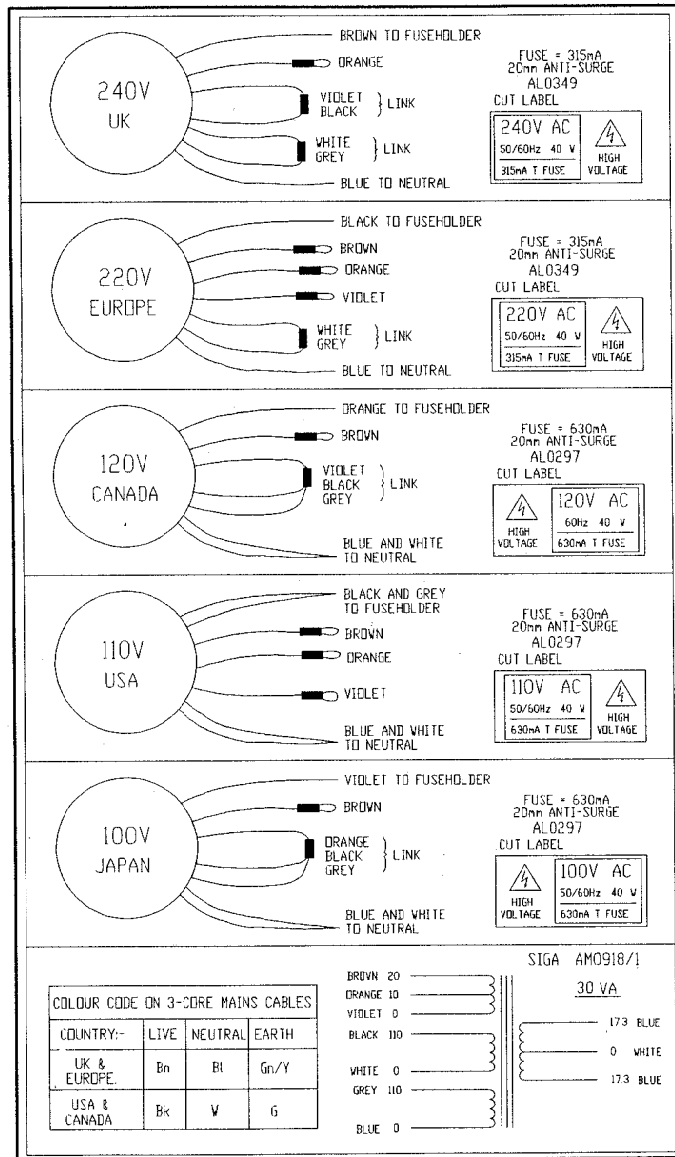 240V
UK
BROWN TO FUSEHOLDER
ORANGE
VIOLET
BLACK
} LINK
WHITE
GREY
} LINK
BLUE TO NEUTRAL
FUSE = 315mA
20mm ANTI-SURGE
AL0349
CUT LABEL
240V AC
50/60Hz 40 W
315mA T FUSE
HIGH
VOLTAGE
220V
EUROPE
BLACK TO FUSEHOLDER
BROWN
ORANGE
VIOLET
WHITE
GREY
} LINK
BLUE TO NEUTRAL
FUSE = 315mA
20mm ANTI-SURGE
AL0349
CUT LABEL
220V AC
50/60Hz 40 W
315mA T FUSE
HIGH
VOLTAGE
120V
CANADA
ORANGE TO FUSEHOLDER
BROWN
VIOLET
BLACK
GREY
} LINK
BLUE AND WHITE
TO NEUTRAL
FUSE = 630mA
20mm ANTI-SURGE
AL0297
CUT LABEL
HIGH
VOLTAGE
120V AC
60Hz 40 W
630mA T FUSE
110V
USA
BLACK AND GREY
TO FUSEHOLDER
BROWN
ORANGE
VIOLET
BLUE AND WHITE
TO NEUTRAL
FUSE = 630mA
20mm ANTI-SURGE
AL0297
CUT LABEL
110V AC
50/60Hz 40 W
630mA T FUSE
HIGH
VOLTAGE
100V
JAPAN
VIOLET TO FUSEHOLDER
BROWN
ORANGE
BLACK
GREY
} LINK
BLUE AND WHITE
TO NEUTRAL
FUSE = 630mA
20mm ANTI-SURGE
AL0297
CUT LABEL
HIGH
VOLTAGE
100V AC
50/60Hz 40 W
630mA T FUSE
COLOUR CODE ON 3-CORE MAINS CABLES
COUNTRY:- LIVE NEUTRAL EARTH
UK & EUROPE. Bn Bl Gn/Y
USA & CANADA Bk W G
SIGA AM0918/1
30 VA
BROWN 20
ORANGE 10
VIOLET 0
BLACK 110
WHITE 0
GREY 110
BLUE 0
17.3 BLUE
0 WHITE
17.3 BLUE